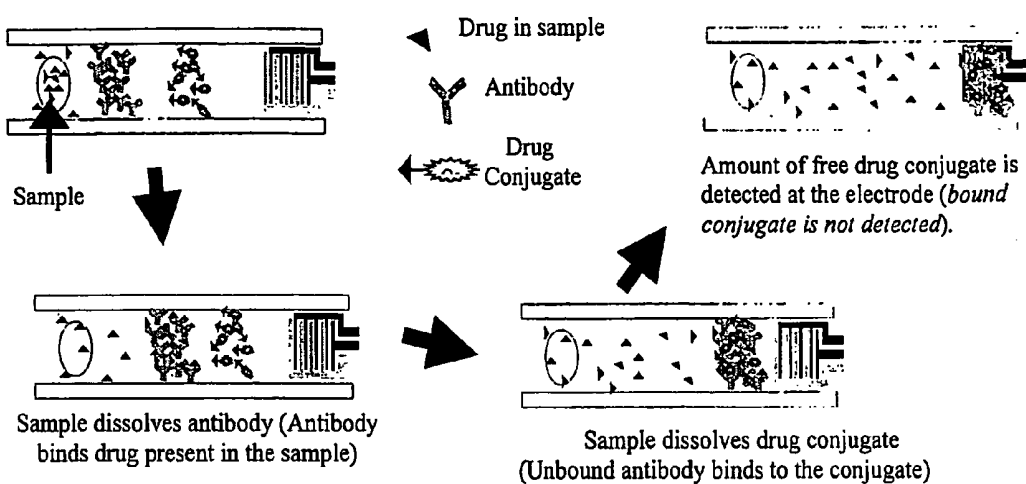 Drug in sample
Antibody
Drug
Conjugate
Sample
Sample dissolves antibody (Antibody
binds drug present in the sample)
Sample dissolves drug conjugate
(Unbound antibody binds to the conjugate)
Amount of free drug conjugate is
detected at the electrode (bound
conjugate is not detected).